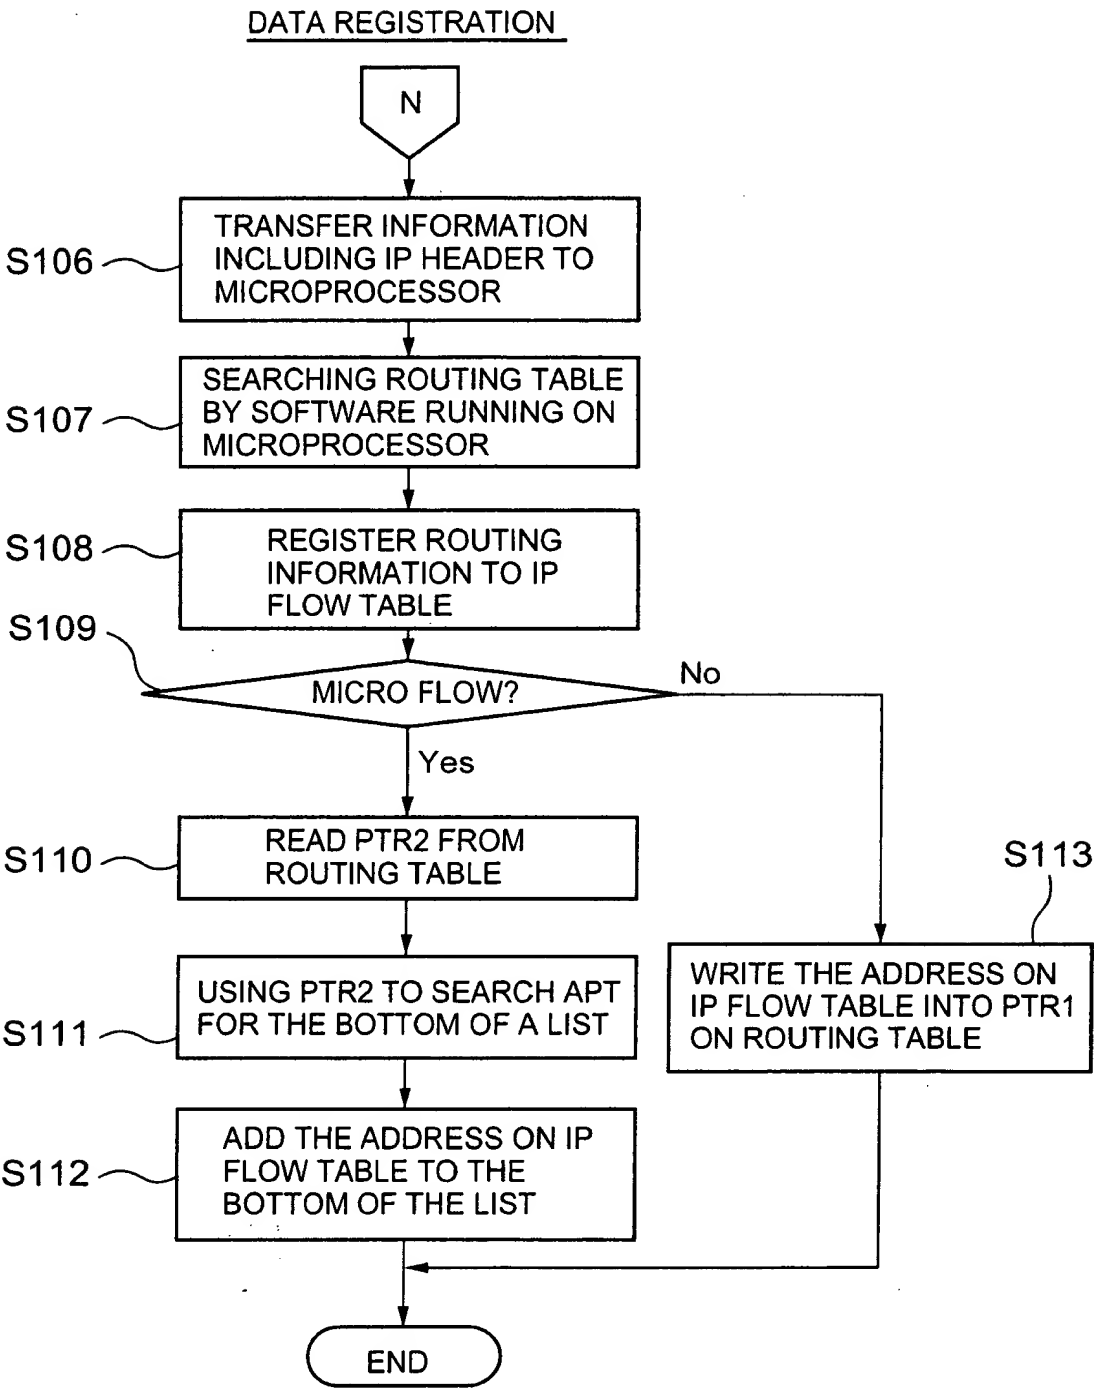 DATA REGISTRATION
N
S106
TRANSFER INFORMATION
INCLUDING IP HEADER TO
MICROPROCESSOR
S107
SEARCHING ROUTING TABLE
BY SOFTWARE RUNNING ON
MICROPROCESSOR
S108
REGISTER ROUTING
INFORMATION TO IP
FLOW TABLE
S109
MICRO FLOW?
No
Yes
S110
READ PTR2 FROM
ROUTING TABLE
S113
WRITE THE ADDRESS ON
IP FLOW TABLE INTO PTR1
ON ROUTING TABLE
S111
USING PTR2 TO SEARCH APT
FOR THE BOTTOM OF A LIST
S112
ADD THE ADDRESS ON IP
FLOW TABLE TO THE
BOTTOM OF THE LIST
END